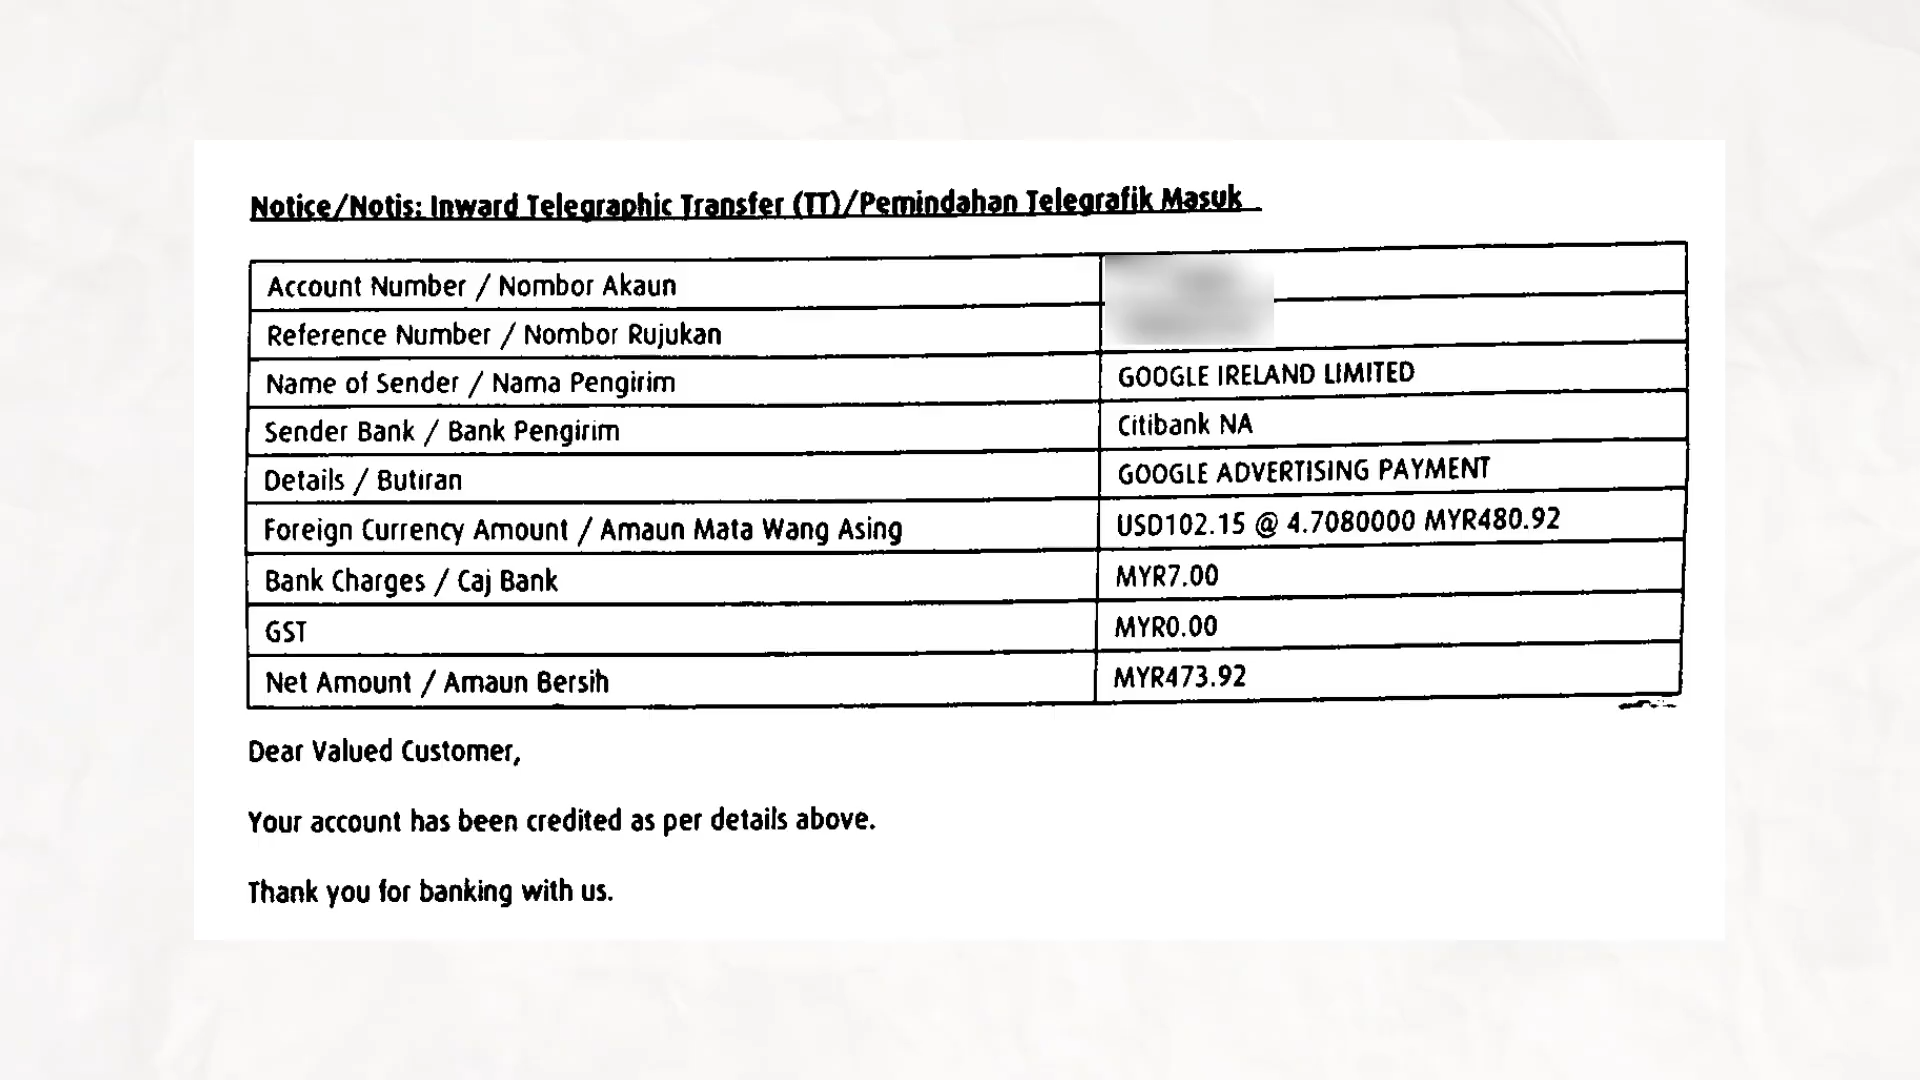 Notice/Notis: Inward Telegraphic Transfer (TT)/Pemindahan Telegrafik Masuk
Account Number / Nombor Akaun
Reference Number / Nombor Rujukan
Name of Sender / Nama Pengirim GOOGLE IRELAND LIMITED
Sender Bank / Bank Pengirim Citibank NA
Details / Butiran GOOGLE ADVERTISING PAYMENT
Foreign Currency Amount / Amaun Mata Wang Asing USD102.15 @ 4.7080000 MYR480.92
Bank Charges / Caj Bank MYR7.00
GST MYR0.00
Net Amount / Amaun Bersih MYR473.92
Dear Valued Customer,
Your account has been credited as per details above.
Thank you for banking with us.